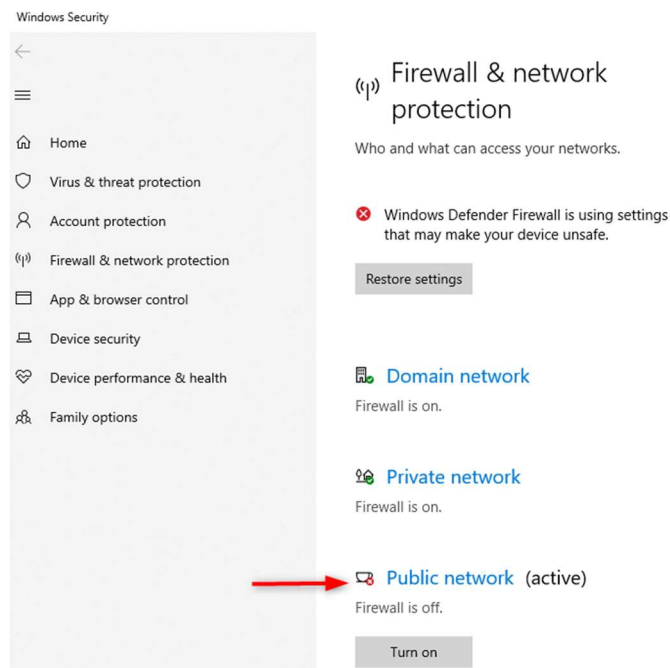 Windows Security
Home
Virus & threat protection
Account protection
Firewall & network protection
App & browser control
Device security
Device performance & health
Family options
Firewall & network
protection
Who and what can access your networks.
Windows Defender Firewall is using settings
that may make your device unsafe.
Restore settings
Domain network
Firewall is on.
Private network
Firewall is on.
Public network (active)
Firewall is off.
Turn on